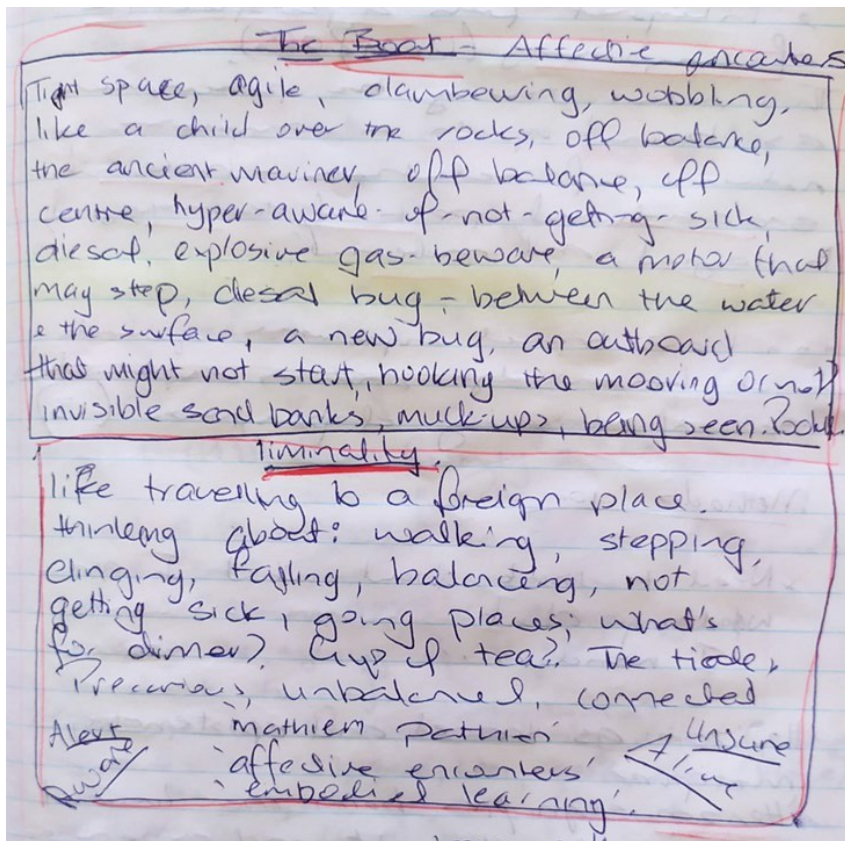 The Boat - Affective encounters
Tight space, agile, clambewing, wobbling,
like a child over the rocks, off balance,
the ancient mariner, off balance, off
centre, hyper-aware-of-not-getting-sick,
diesal, explosive gas-beware, a motor that
may stop, diesal bug - between the water
& the surface, a new bug, an outboard
that might not start, hooking the mooring or not?
invisible sand banks, muck-ups, being seen. Rocks.
liminality.
like travelling to a foreign place.
thinking about: walking, stepping,
clinging, falling, balancing, not
getting sick, going places, what's
for dinner?, Cup of tea?, The tide,
Precarious, unbalanced, connected
Alert 'mathien pathien' Unsure
Aware 'affective encounters' Alive
'embodied learning'.